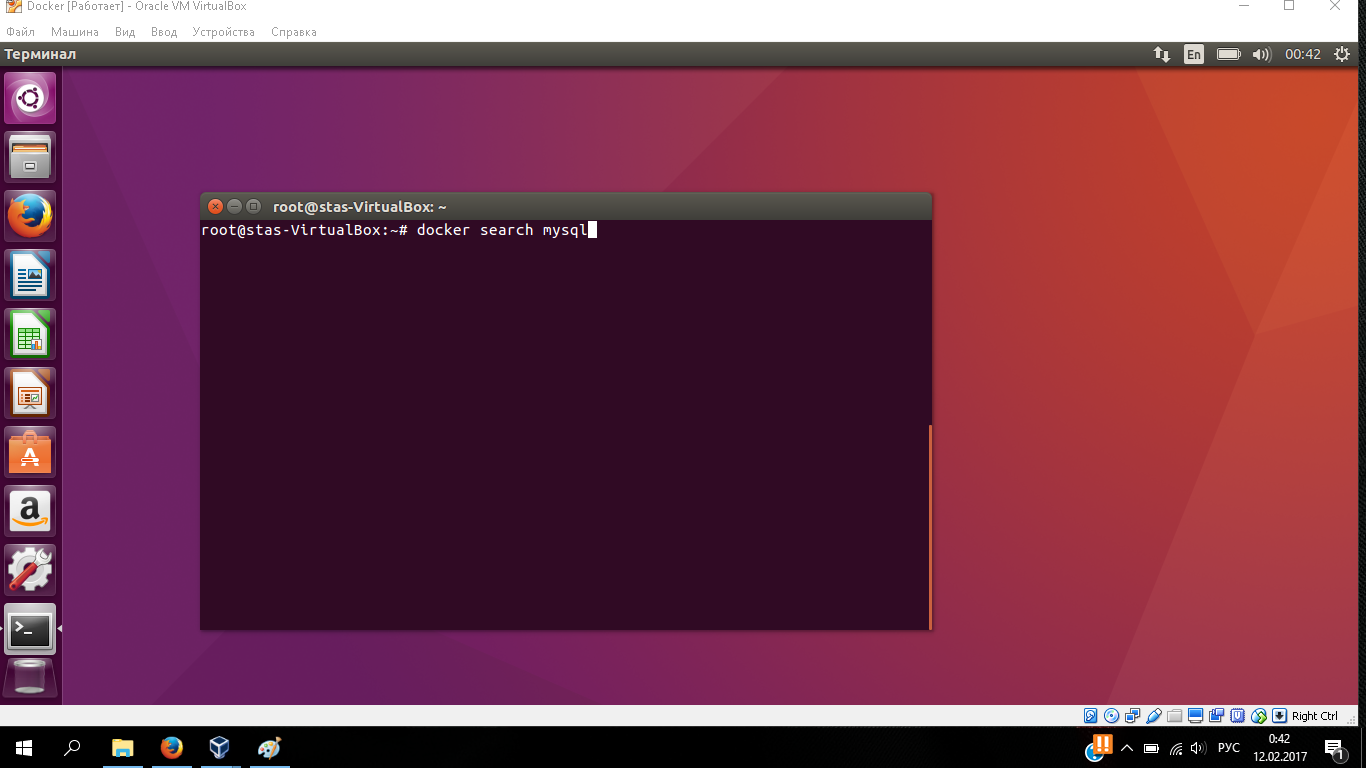 Docker [Работает] - Oracle VM VirtualBox
Файл Машина Вид Ввод Устройства Справка
Терминал En 00:42
root@stas-VirtualBox: ~
root@stas-VirtualBox:~# docker search mysql
Right Ctrl
РУС 0:42
12.02.2017 1